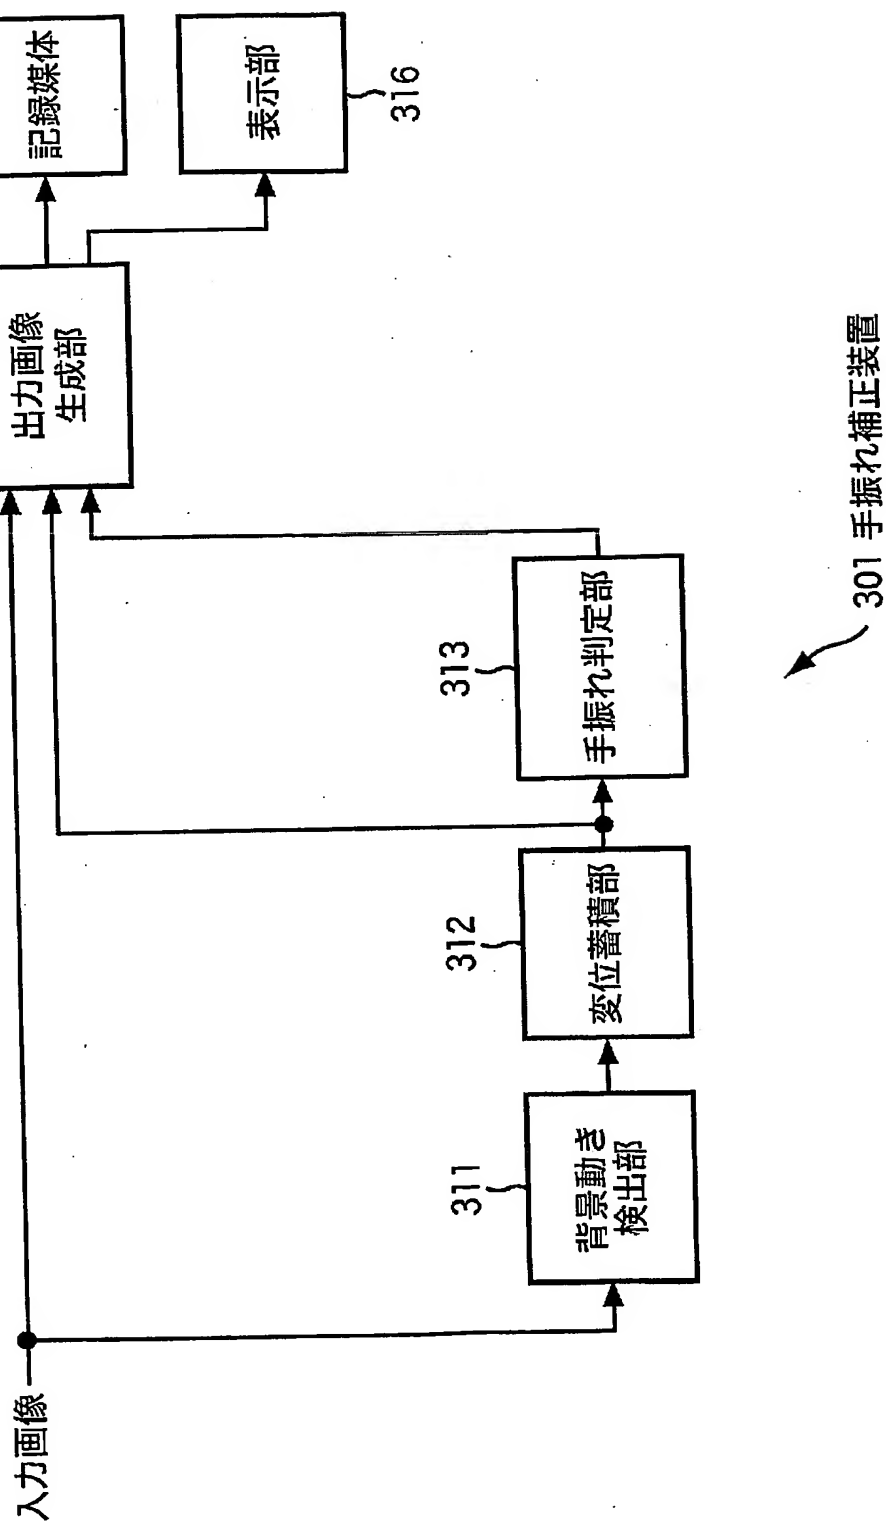 入力画像
出力画像
生成部
記録媒体
表示部
316
311
背景動き
検出部
312
変位蓄積部
313
手振れ判定部
301 手振れ補正装置